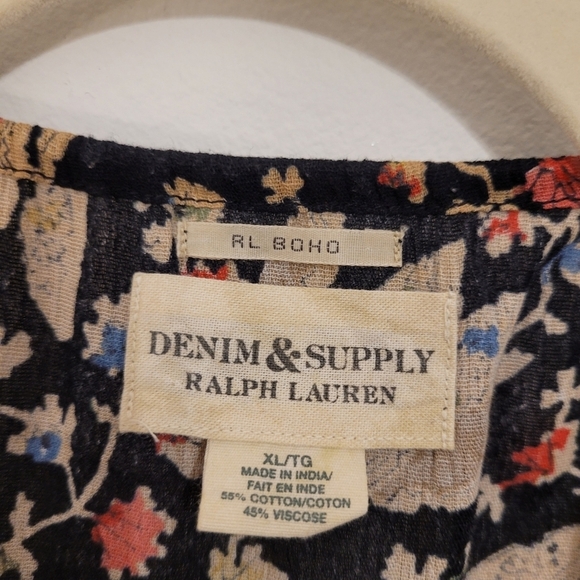 RL BOHO
DENIM & SUPPLY
RALPH LAUREN
XL/TG
MADE IN INDIA/
FAIT EN INDE
55% COTTON/COTON
45% VISCOSE